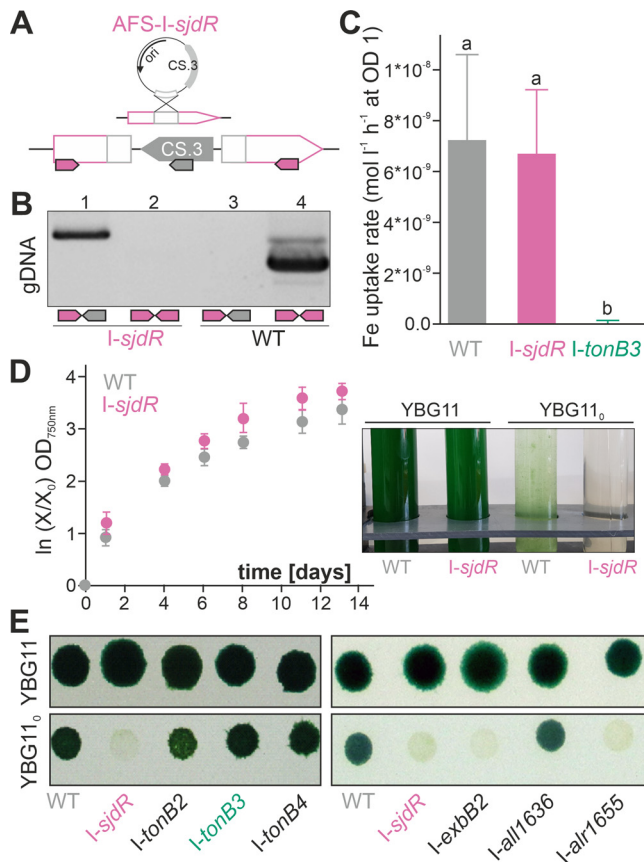 A
AFS-I-sjdR
ori
CS.3
CS.3
B
1 2 3 4
gDNA
I-sjdR WT
C
Fe uptake rate (mol l⁻¹ h⁻¹ at OD 1)
a a
1*10⁻⁸
8*10⁻⁹
6*10⁻⁹
4*10⁻⁹
2*10⁻⁹
b
0.0
WT I-sjdR I-tonB3
D
WT
I-sjdR
ln (X/X₀) OD750nm
4
3
2
1
0
time [days]
0 2 4 6 8 10 12 14
YBG11 YBG11₀
WT I-sjdR WT I-sjdR
E
YBG11
YBG11₀
WT I-sjdR I-tonB2 I-tonB3 I-tonB4
WT I-sjdR I-exbB2 I-all1636 I-alr1655